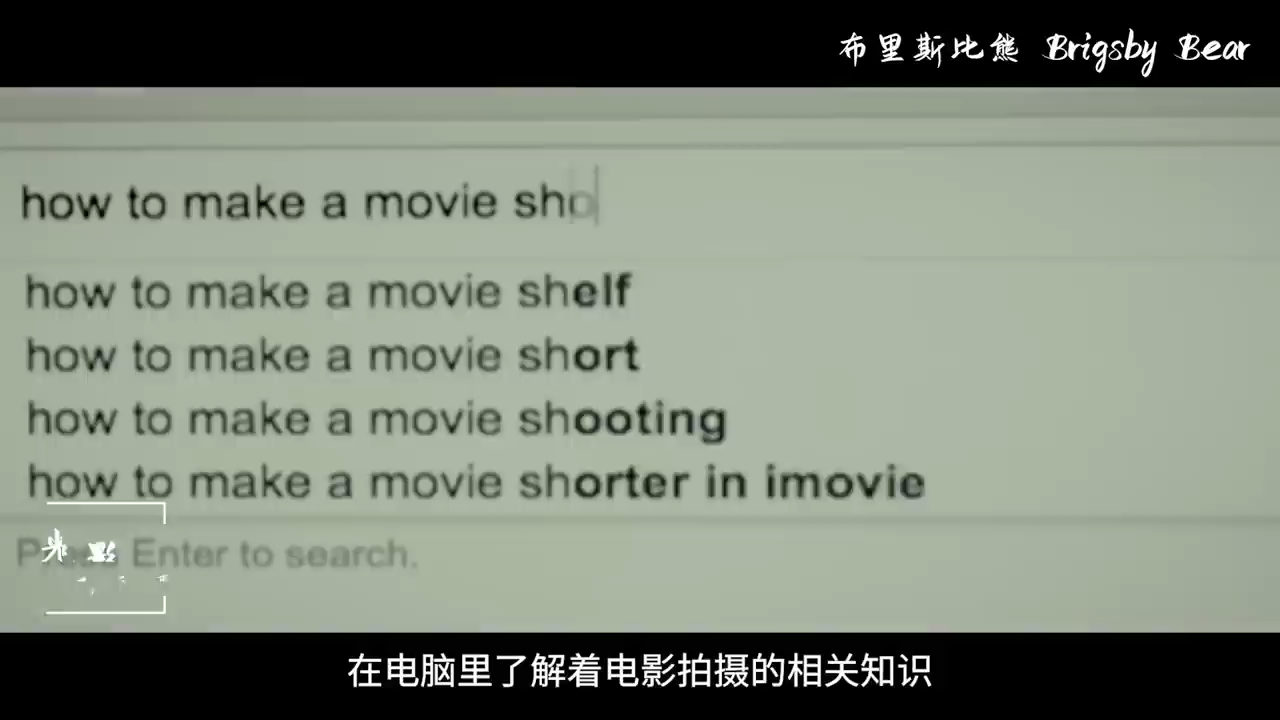 布里斯比熊 Brigsby Bear
how to make a movie sho
how to make a movie shelf
how to make a movie short
how to make a movie shooting
how to make a movie shorter in imovie
Press Enter to search.
在电脑里了解着电影拍摄的相关知识